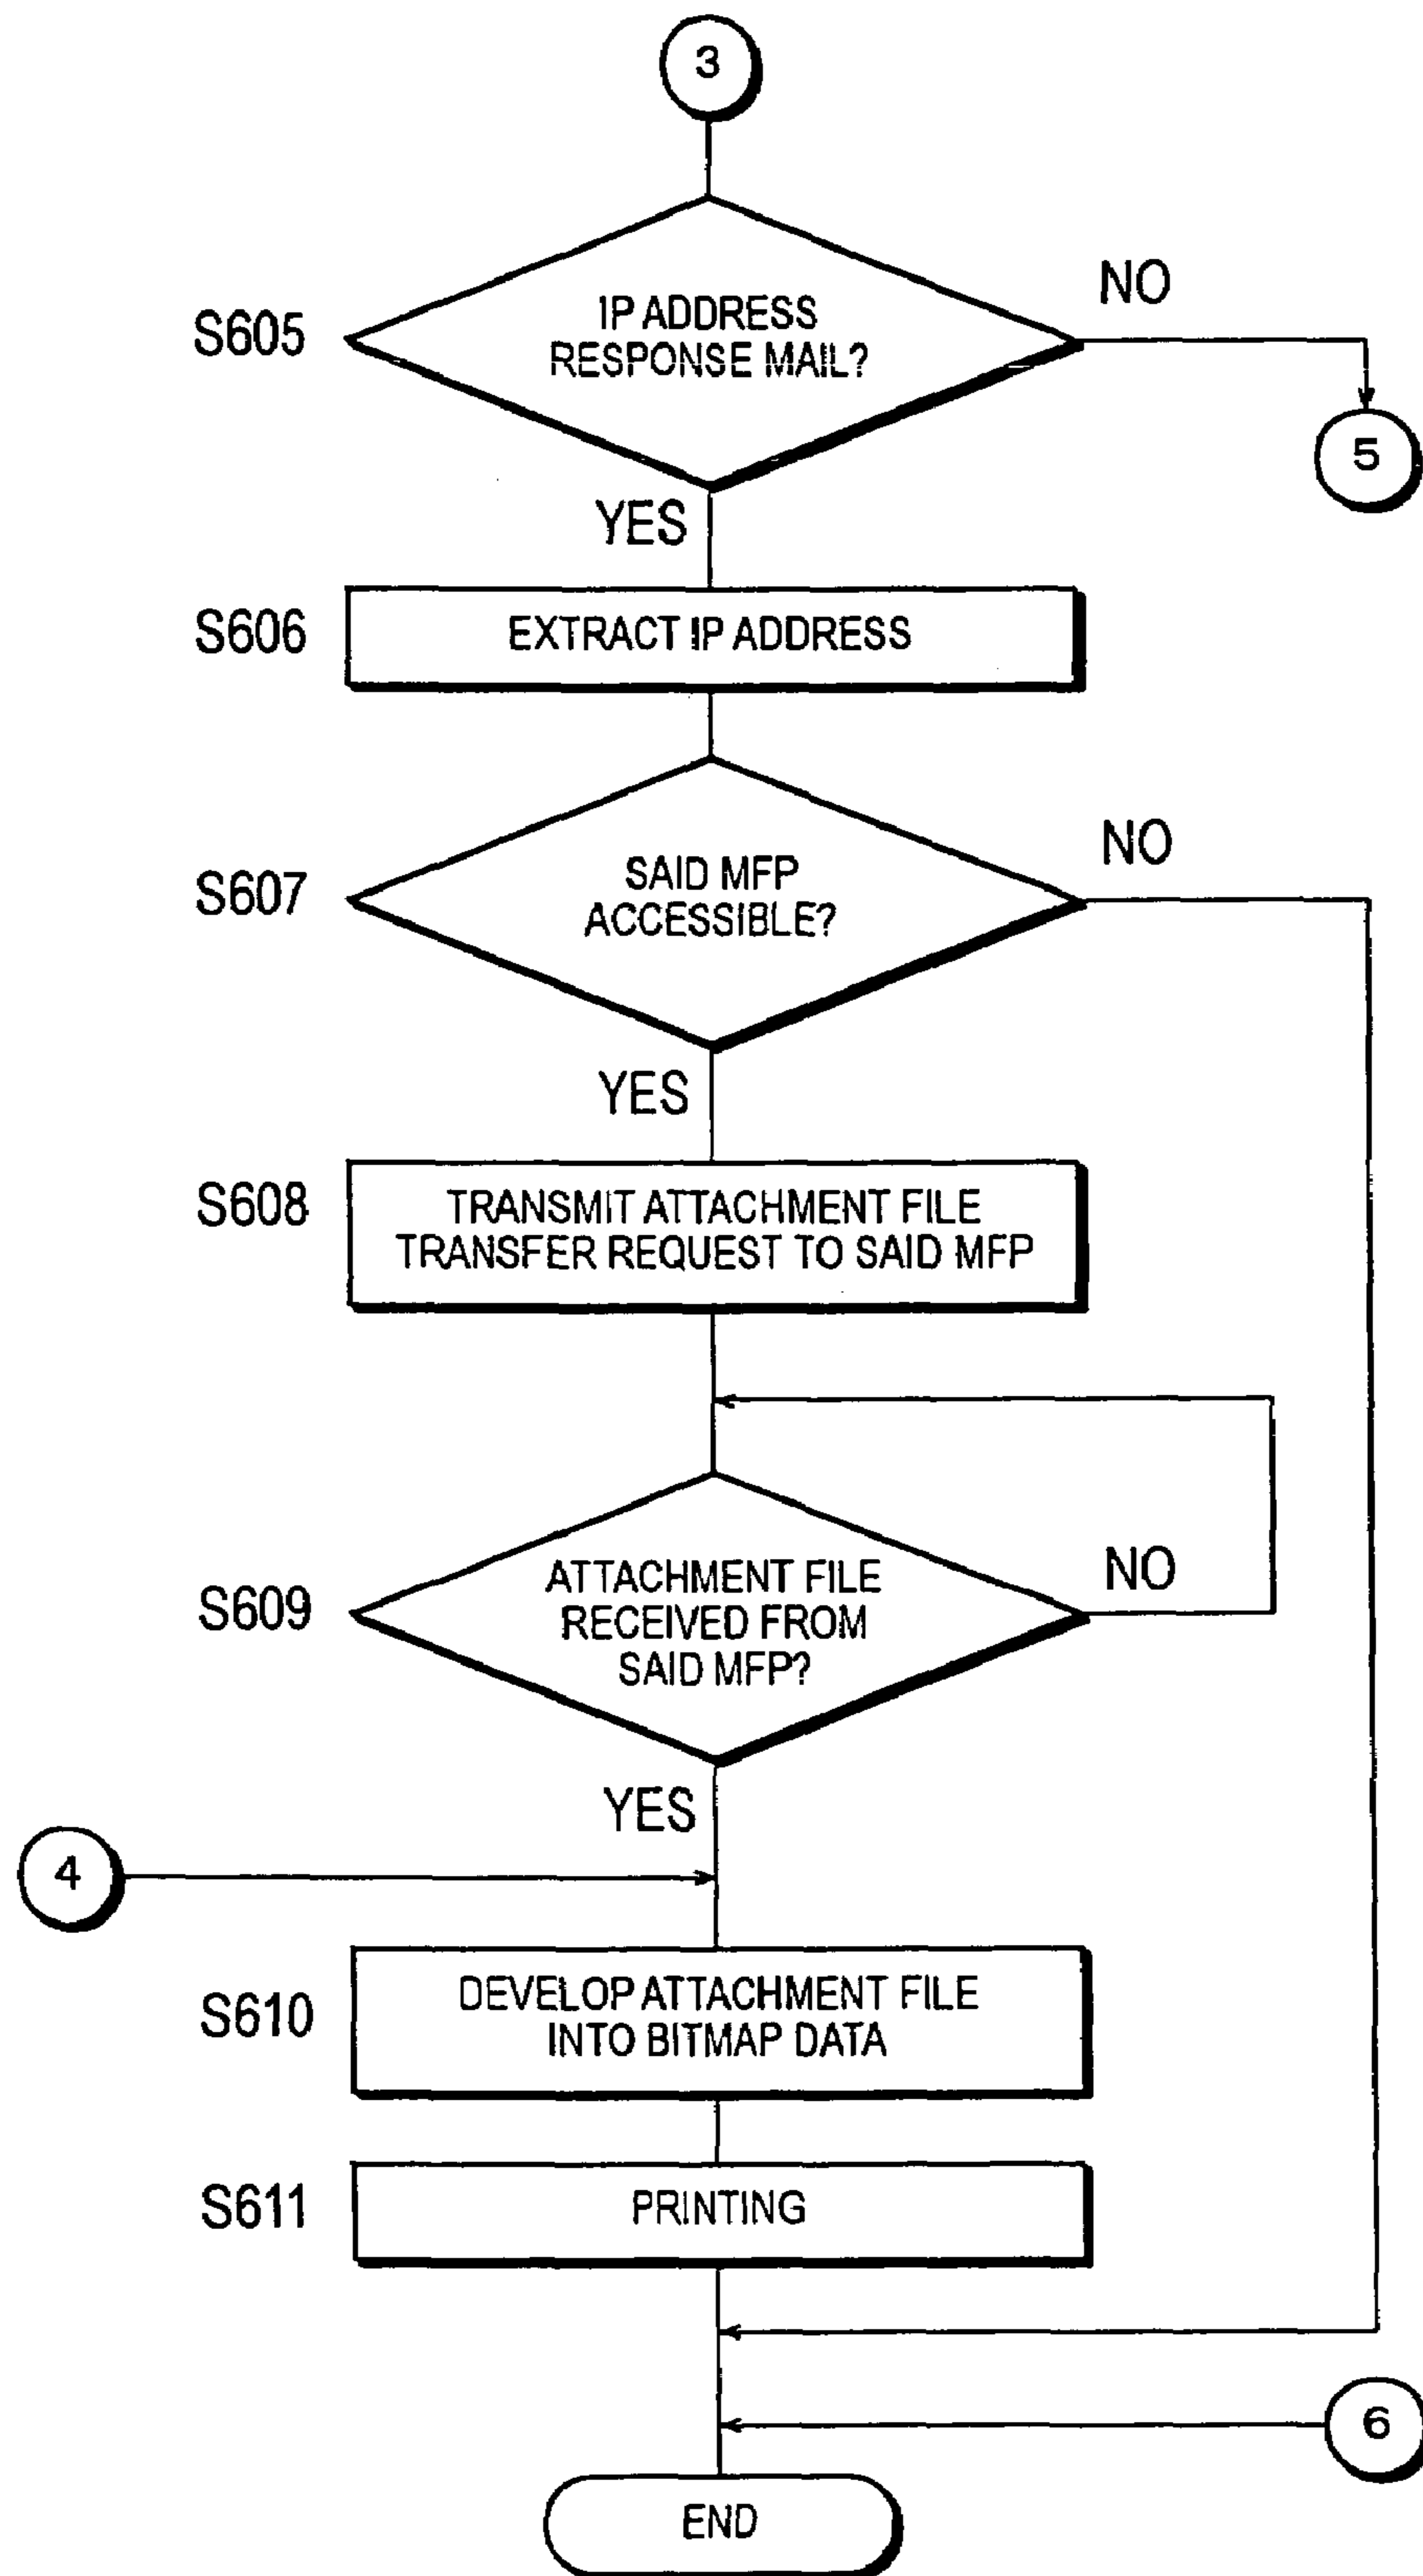 3
S605
IP ADDRESS
RESPONSE MAIL?
NO
5
YES
S606
EXTRACT IP ADDRESS
S607
SAID MFP
ACCESSIBLE?
NO
YES
S608
TRANSMIT ATTACHMENT FILE
TRANSFER REQUEST TO SAID MFP
S609
ATTACHMENT FILE
RECEIVED FROM
SAID MFP?
NO
YES
4
S610
DEVELOP ATTACHMENT FILE
INTO BITMAP DATA
S611
PRINTING
6
END